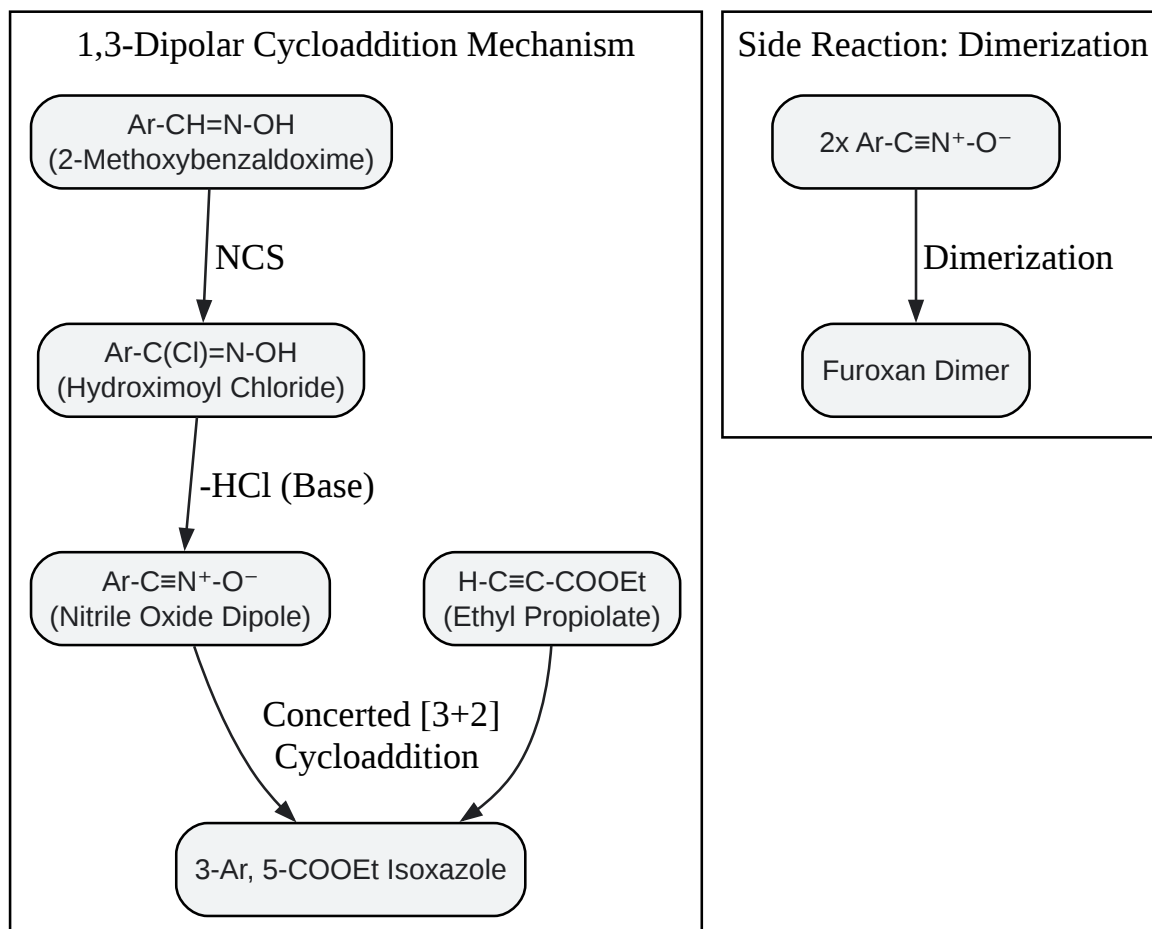 1,3-Dipolar Cycloaddition Mechanism
Ar-CH=N-OH
(2-Methoxybenzaldoxime)
NCS
Ar-C(Cl)=N-OH
(Hydroximoyl Chloride)
-HCl (Base)
Ar-C≡N⁺-O⁻
(Nitrile Oxide Dipole)
H-C≡C-COOEt
(Ethyl Propiolate)
Concerted [3+2]
Cycloaddition
3-Ar, 5-COOEt Isoxazole
Side Reaction: Dimerization
2x Ar-C≡N⁺-O⁻
Dimerization
Furoxan Dimer